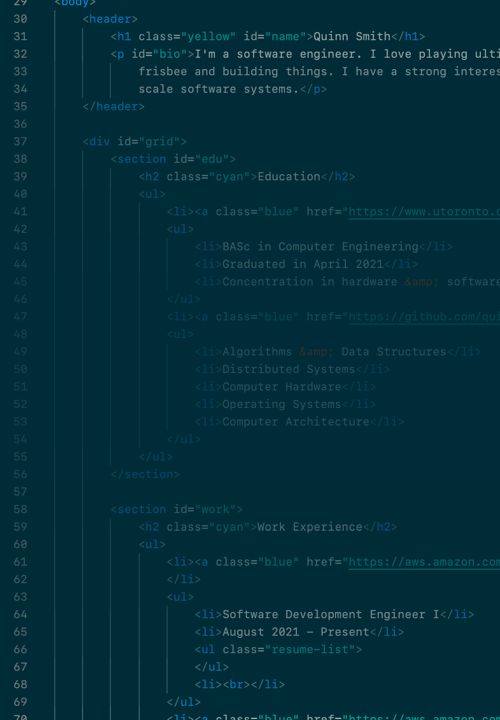 29 <body>
30 <header>
31 <h1 class="yellow" id="name">Quinn Smith</h1>
32 <p id="bio">I'm a software engineer. I love playing ulti
33 frisbee and building things. I have a strong interes
34 scale software systems.</p>
35 </header>
36
37 <div id="grid">
38 <section id="edu">
39 <h2 class="cyan">Education</h2>
40 <ul>
41 <li><a class="blue" href="https://www.utoronto.c
42 <ul>
43 <li>BASc in Computer Engineering</li>
44 <li>Graduated in April 2021</li>
45 <li>Concentration in hardware &amp; software
46 </ul>
47 <li><a class="blue" href="https://github.com/qui
48 <ul>
49 <li>Algorithms &amp; Data Structures</li>
50 <li>Distributed Systems</li>
51 <li>Computer Hardware</li>
52 <li>Operating Systems</li>
53 <li>Computer Architecture</li>
54 </ul>
55 </ul>
56 </section>
57
58 <section id="work">
59 <h2 class="cyan">Work Experience</h2>
60 <ul>
61 <li><a class="blue" href="https://aws.amazon.com
62 </li>
63 <ul>
64 <li>Software Development Engineer I</li>
65 <li>August 2021 – Present</li>
66 <ul class="resume-list">
67 </ul>
68 <li><br></li>
69 </ul>
70 <li><a class="blue" href="https://aws.amazon.com